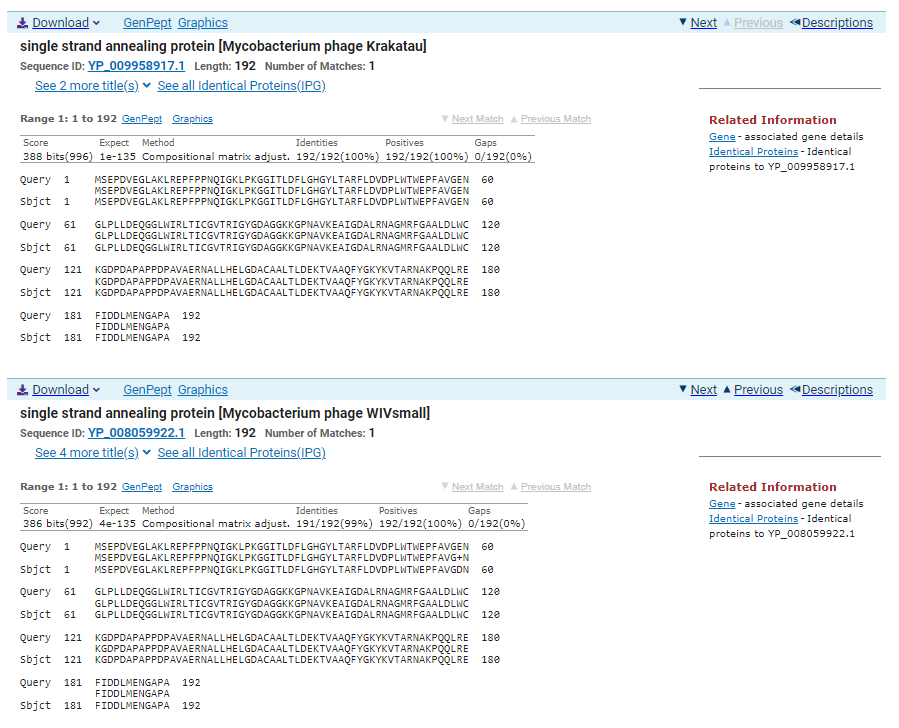 Download GenPept Graphics Next Previous Descriptions
single strand annealing protein [Mycobacterium phage Krakatau]
Sequence ID: YP_009958917.1 Length: 192 Number of Matches: 1
See 2 more title(s) See all Identical Proteins(IPG)
Range 1: 1 to 192 GenPept Graphics Next Match Previous Match
Related Information
Gene - associated gene details
Identical Proteins - Identical
proteins to YP_009958917.1
Score Expect Method Identities Positives Gaps
388 bits(996) 1e-135 Compositional matrix adjust. 192/192(100%) 192/192(100%) 0/192(0%)
Query 1 MSEPDVEGLAKLREPFPPNQIGKLPKGGITLDFLGHGYLTARFLDVDPLWTWEPFAVGEN 60
MSEPDVEGLAKLREPFPPNQIGKLPKGGITLDFLGHGYLTARFLDVDPLWTWEPFAVGEN
Sbjct 1 MSEPDVEGLAKLREPFPPNQIGKLPKGGITLDFLGHGYLTARFLDVDPLWTWEPFAVGEN 60
Query 61 GLPLLDEQGGLWIRLTICGVTRIGYGDAGGKKGPNAVKEAIGDALRNAGMRFGAALDLWC 120
GLPLLDEQGGLWIRLTICGVTRIGYGDAGGKKGPNAVKEAIGDALRNAGMRFGAALDLWC
Sbjct 61 GLPLLDEQGGLWIRLTICGVTRIGYGDAGGKKGPNAVKEAIGDALRNAGMRFGAALDLWC 120
Query 121 KGDPDAPAPPDPAVAERNALLHELGDACAALTLDEKTVAAQFYGKYKVTARNAKPQQLRE 180
KGDPDAPAPPDPAVAERNALLHELGDACAALTLDEKTVAAQFYGKYKVTARNAKPQQLRE
Sbjct 121 KGDPDAPAPPDPAVAERNALLHELGDACAALTLDEKTVAAQFYGKYKVTARNAKPQQLRE 180
Query 181 FIDDLMENGAPA 192
FIDDLMENGAPA
Sbjct 181 FIDDLMENGAPA 192
Download GenPept Graphics Next Previous Descriptions
single strand annealing protein [Mycobacterium phage WIVsmall]
Sequence ID: YP_008059922.1 Length: 192 Number of Matches: 1
See 4 more title(s) See all Identical Proteins(IPG)
Range 1: 1 to 192 GenPept Graphics Next Match Previous Match
Related Information
Gene - associated gene details
Identical Proteins - Identical
proteins to YP_008059922.1
Score Expect Method Identities Positives Gaps
386 bits(992) 4e-135 Compositional matrix adjust. 191/192(99%) 192/192(100%) 0/192(0%)
Query 1 MSEPDVEGLAKLREPFPPNQIGKLPKGGITLDFLGHGYLTARFLDVDPLWTWEPFAVGEN 60
MSEPDVEGLAKLREPFPPNQIGKLPKGGITLDFLGHGYLTARFLDVDPLWTWEPFAVG+N
Sbjct 1 MSEPDVEGLAKLREPFPPNQIGKLPKGGITLDFLGHGYLTARFLDVDPLWTWEPFAVGDN 60
Query 61 GLPLLDEQGGLWIRLTICGVTRIGYGDAGGKKGPNAVKEAIGDALRNAGMRFGAALDLWC 120
GLPLLDEQGGLWIRLTICGVTRIGYGDAGGKKGPNAVKEAIGDALRNAGMRFGAALDLWC
Sbjct 61 GLPLLDEQGGLWIRLTICGVTRIGYGDAGGKKGPNAVKEAIGDALRNAGMRFGAALDLWC 120
Query 121 KGDPDAPAPPDPAVAERNALLHELGDACAALTLDEKTVAAQFYGKYKVTARNAKPQQLRE 180
KGDPDAPAPPDPAVAERNALLHELGDACAALTLDEKTVAAQFYGKYKVTARNAKPQQLRE
Sbjct 121 KGDPDAPAPPDPAVAERNALLHELGDACAALTLDEKTVAAQFYGKYKVTARNAKPQQLRE 180
Query 181 FIDDLMENGAPA 192
FIDDLMENGAPA
Sbjct 181 FIDDLMENGAPA 192